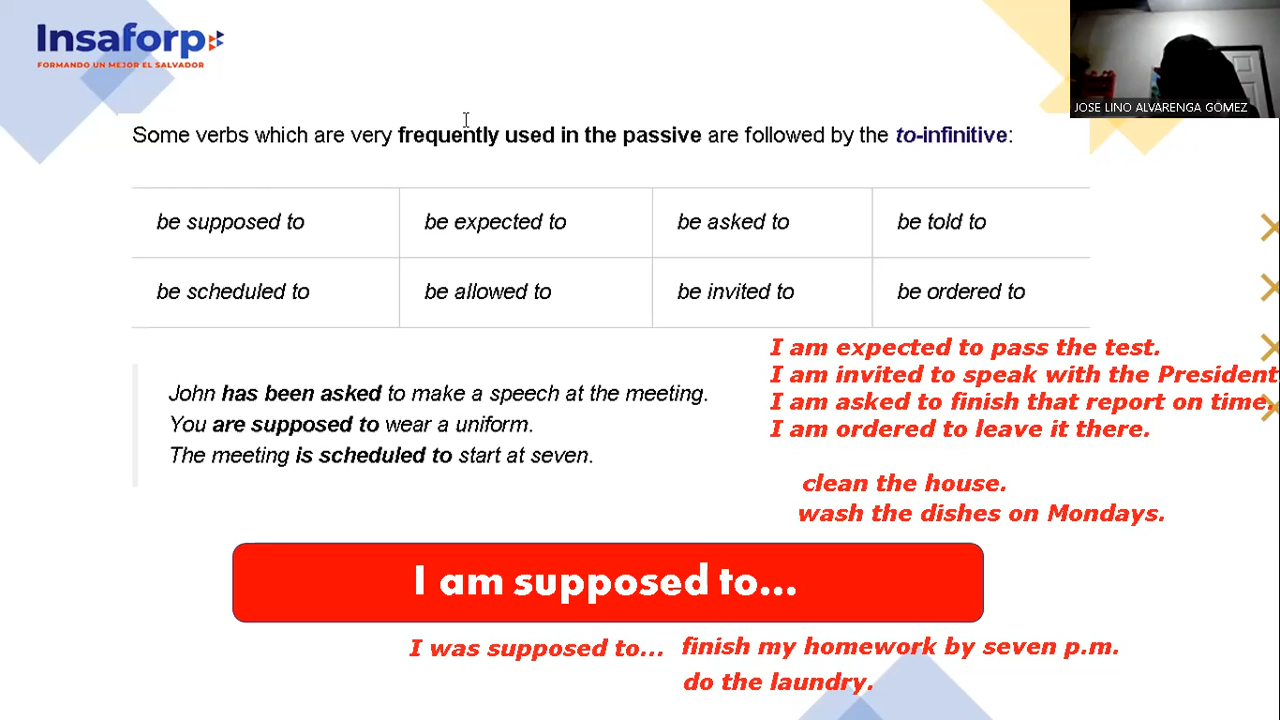 Insaforp
FORMANDO UN MEJOR EL SALVADOR
JOSE LINO ALVARENGA GÓMEZ
Some verbs which are very frequently used in the passive are followed by the to-infinitive:
be supposed to be expected to be asked to be told to
be scheduled to be allowed to be invited to be ordered to
I am expected to pass the test.
I am invited to speak with the President
I am asked to finish that report on time.
I am ordered to leave it there.
John has been asked to make a speech at the meeting.
You are supposed to wear a uniform.
The meeting is scheduled to start at seven.
clean the house.
wash the dishes on Mondays.
I am supposed to...
I was supposed to... finish my homework by seven p.m.
do the laundry.